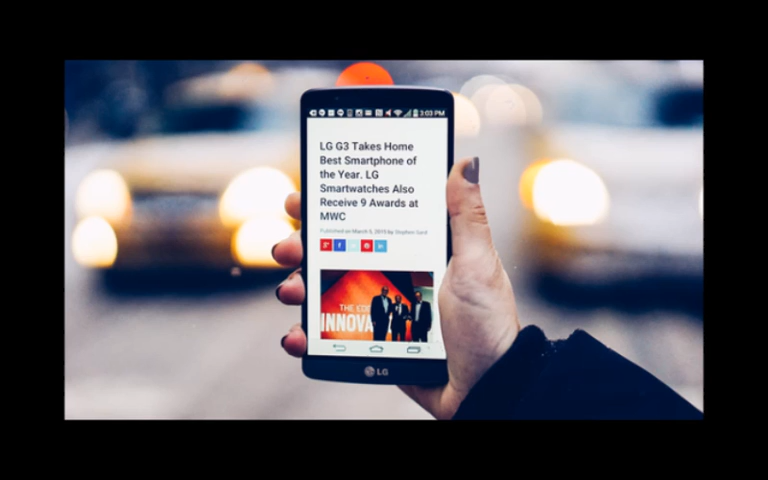 3:03 PM
LG G3 Takes Home
Best Smartphone of
the Year. LG
Smartwatches Also
Receive 9 Awards at
MWC
Published on March 5, 2015 by Stephen
THE
INNOVA
LG